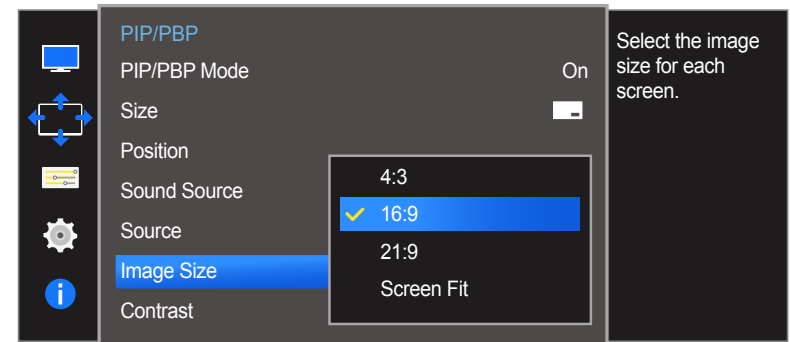 PIP/PBP
PIP/PBP Mode On
Size
Position
Sound Source
Source
Image Size
Contrast
4:3
16:9
21:9
Screen Fit
Select the image
size for each
screen.